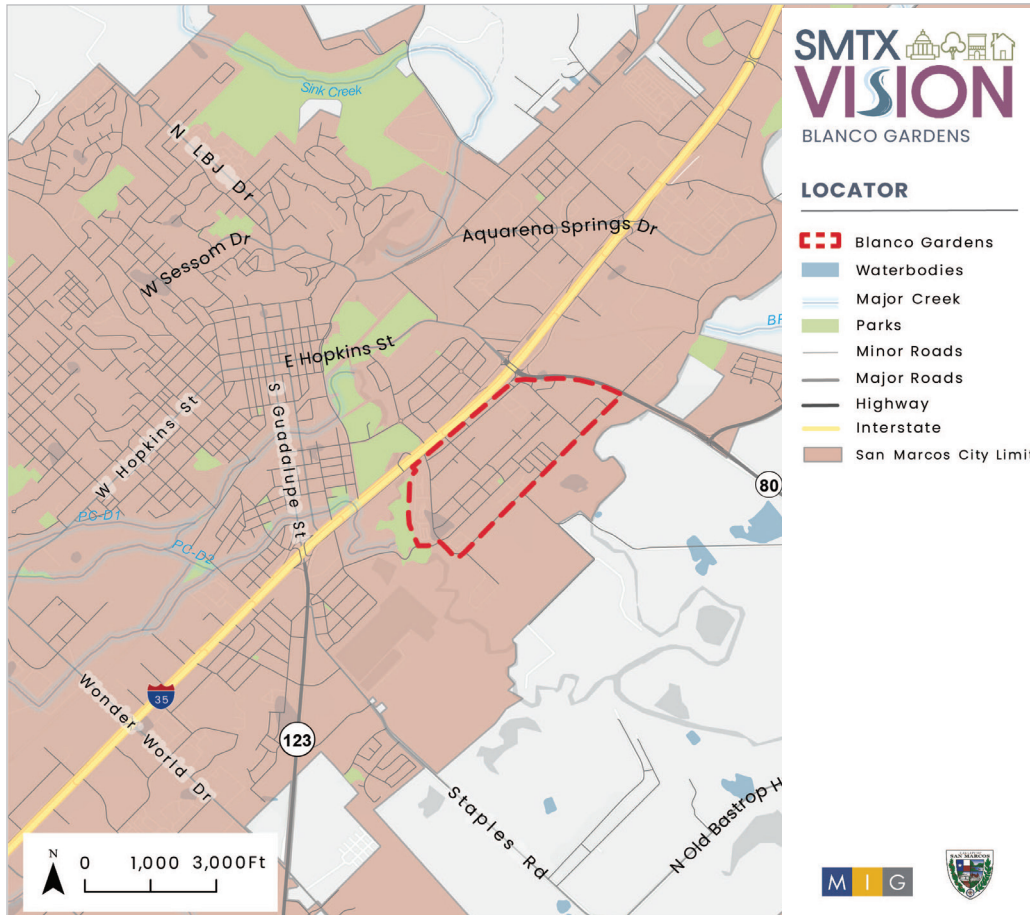 SMTX
VISION
BLANCO GARDENS
LOCATOR
Blanco Gardens
Waterbodies
Major Creek
Parks
Minor Roads
Major Roads
Highway
Interstate
San Marcos City Limit
Sink Creek
N LBJ Dr
Aquarena Springs Dr
W Sessom Dr
E Hopkins St
S Guadalupe St
W Hopkins St
PC-D1
PC-D2
80
35
Wonder World Dr
123
Staples Rd
N Old Bastrop H
N
0 1,000 3,000Ft
M I G
SAN MARCOS